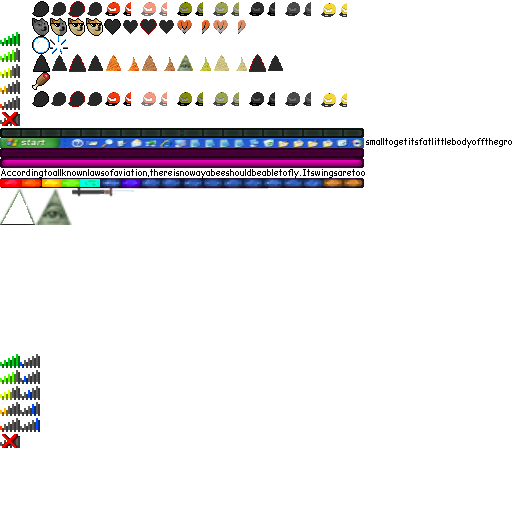 start
smalltogetitsfatlittlebodyoffthegro
Accordingtoallknownlawsofaviation,thereisnowayabeeshouldbeabletofly.Itswingsaretoo